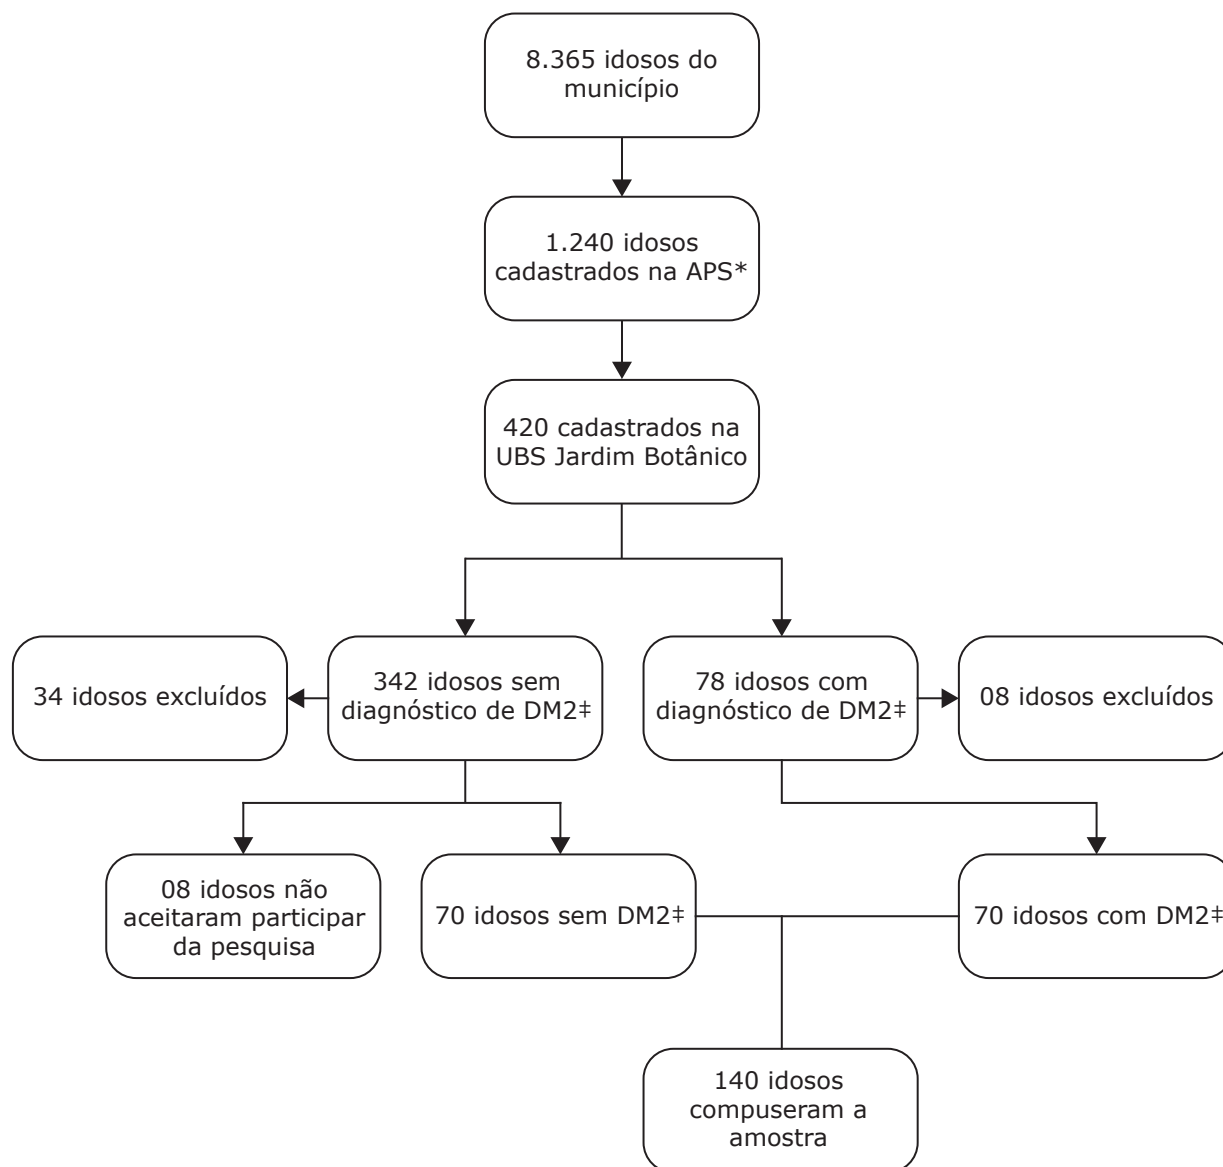 8.365 idosos do
município
1.240 idosos
cadastrados na APS*
420 cadastrados na
UBS Jardim Botânico
34 idosos excluídos
342 idosos sem
diagnóstico de DM2‡
78 idosos com
diagnóstico de DM2‡
08 idosos excluídos
08 idosos não
aceitaram participar
da pesquisa
70 idosos sem DM2‡
70 idosos com DM2‡
140 idosos
compuseram a
amostra